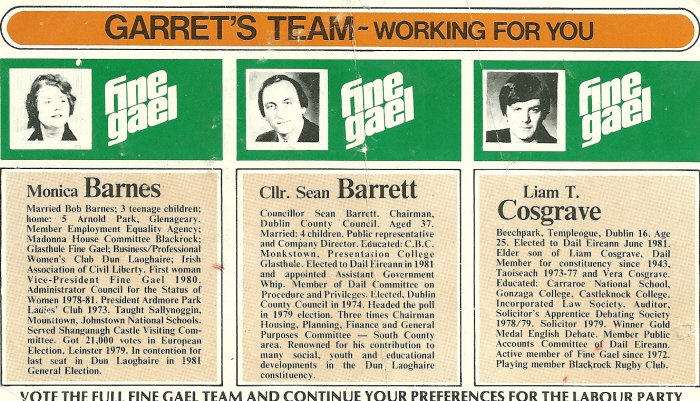 GARRET'S TEAM~WORKING FOR YOU
fine
gael
fine
gael
fine
gael
Monica Barnes
Married Bob Barnes; 3 teenage children;
home: 5 Arnold Park, Glenageary.
Member Employment Equality Agency;
Madonna House Committee Blackrock;
Glasthule Fine Gael; Business/Professional
Women's Club Dun Laoghaire; Irish
Association of Civil Liberty. First woman
Vice-President Fine Gael 1980.
Administrator Council for the Status of
Women 1978-81. President Ardmore Park
Ladies' Club 1973. Taught Sallynoggin,
Mounttown, Johnstown National Schools.
Served Shanganagh Castle Visiting Com-
mittee. Got 21,000 votes in European
Election, Leinster 1979. In contention for
last seat in Dun Laoghaire in 1981
General Election.
Cllr. Sean Barrett
Councillor Sean Barrett. Chairman,
Dublin County Council. Aged 37.
Married: 4 children. Public representative
and Company Director. Educated: C.B.C.
Monkstown, Presentacion College
Glasthule. Elected to Dail Eireann in 1981
and appointed Assistant Government
Whip. Member of Dail Committee on
Procedure and Privileges. Elected, Dublin
County Council in 1974. Headed the poll
in 1979 election. Three times Chairman
Housing, Planning, Finance and General
Purposes Committee — South County
area. Renowned for his contribution to
many social, youth and educational
developments in the Dun Laoghaire
constituency.
Liam T.
Cosgrave
Beechpark, Templeogue, Dublin 16. Age
25. Elected to Dail Eireann June 1981.
Elder son of Liam Cosgrave, Dail
Member for constituency since 1943,
Taoiseach 1973-77 and Vera Cosgrave.
Educated: Carraroe National School,
Gonzaga College, Castleknock College.
Incorporated Law Society. Auditor,
Solicitor's Apprentice Debating Society
1978/79. Solicitor 1979. Winner Gold
Medal English Debate. Member Public
Accounts Committee of Dail Eireann.
Active member of Fine Gael since 1972.
Playing member Blackrock Rugby Club.
VOTE THE FULL FINE GAEL TEAM AND CONTINUE YOUR PREFERENCES FOR THE LABOUR PARTY